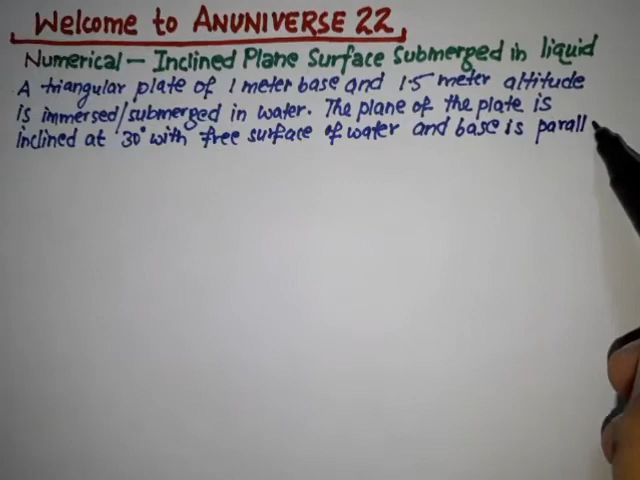 Welcome to ANUNIVERSE 22
Numerical - Inclined Plane Surface Submerged in liquid
A triangular plate of 1 meter base and 1.5 meter altitude
is immersed/submerged in water. The plane of the plate is
inclined at 30° with free surface of water and base is parall